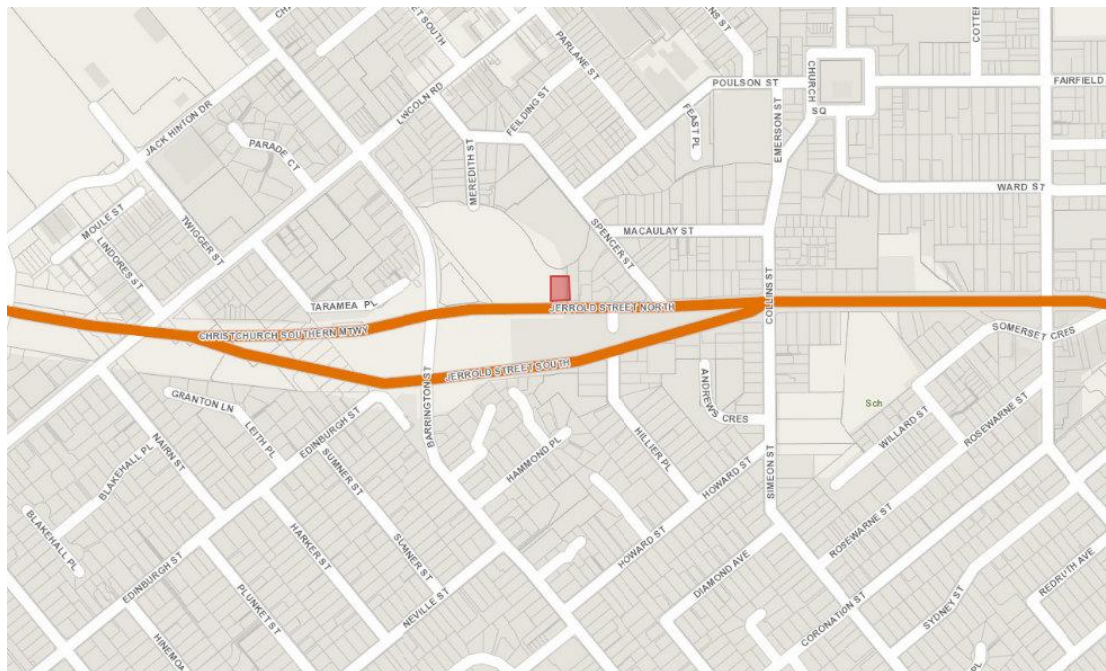 COTTER
PARLANE ST
POULSON ST
CHURCH SQ
FAIRFIELD
LWCOLN RD
FEILDING ST
FEAST PL
EMERSON ST
JACK HINTON DR
PARADE CT
MEREDITH ST
WARD ST
MOULE ST
TWIGGER ST
LINDORES ST
SPENCER ST
MACAULAY ST
TARAMEA PL
JERROLD STREET NORTH
COLLINS ST
CHRISTCHURCH SOUTHERN MTWY
SOMERSET CRES
JERROLD STREET SOUTH
BARRINGTON ST
ANDREWS CRES
Sch
GRANTON LN
LEITH PL
EDINBURGH ST
WILLARD ST
ROSEWARNE ST
HILLIER PL
HAMMOND PL
NAIRN ST
BLAKEHALL PL
SUMNER ST
HOWARD ST
SIMEON ST
BLAKEHALL PL
HARKER ST
SUMNER ST
HOWARD ST
ROSEWARNE ST
DIAMOND AVE
EDINBURGH ST
PLUNKET ST
NEVILLE ST
CORONATION ST
SYDNEY ST
REDRUTH AVE
HINEMOA